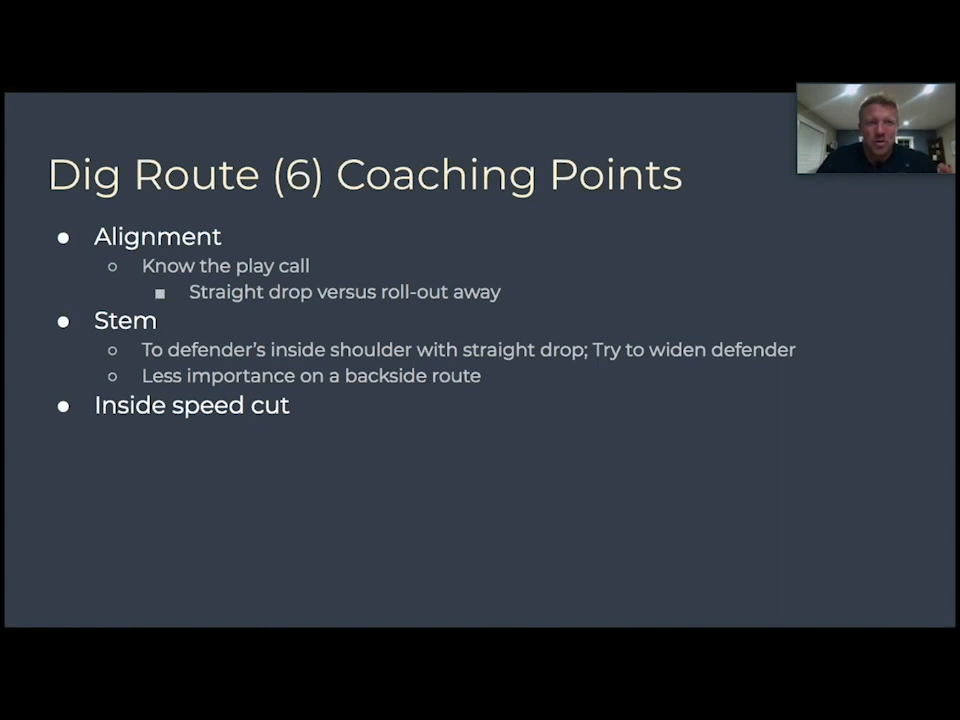 Dig Route (6) Coaching Points
● Alignment
○ Know the play call
■ Straight drop versus roll-out away
● Stem
○ To defender’s inside shoulder with straight drop; Try to widen defender
○ Less importance on a backside route
● Inside speed cut